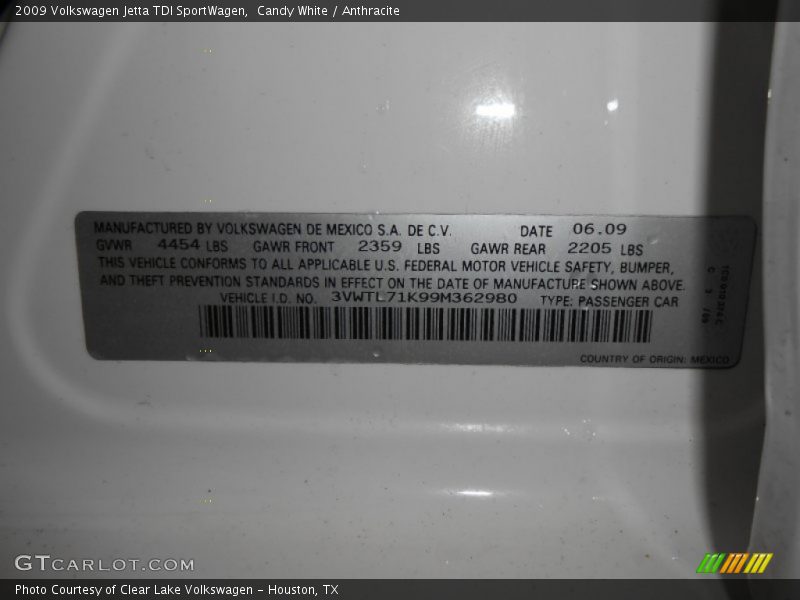 2009 Volkswagen Jetta TDI SportWagen,  Candy White / Anthracite
MANUFACTURED BY VOLKSWAGEN DE MEXICO S.A. DE C.V. DATE 06.09
GVWR 4454 LBS GAWR FRONT 2359 LBS GAWR REAR 2205 LBS
THIS VEHICLE CONFORMS TO ALL APPLICABLE U.S. FEDERAL MOTOR VEHICLE SAFETY, BUMPER,
AND THEFT PREVENTION STANDARDS IN EFFECT ON THE DATE OF MANUFACTURE SHOWN ABOVE.
VEHICLE I.D. NO. 3VWTL71K99M362980 TYPE: PASSENGER CAR
COUNTRY OF ORIGIN: MEXICO
GTCARLOT.COM
Photo Courtesy of Clear Lake Volkswagen - Houston, TX